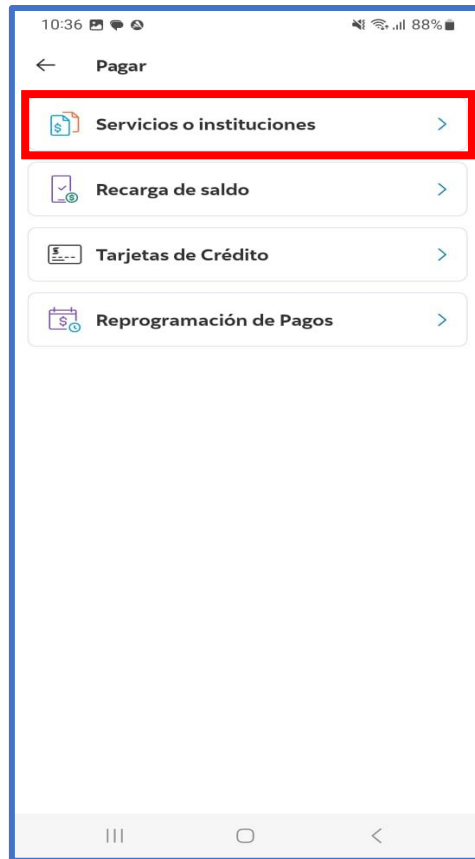 10:36 88%
Pagar
Servicios o instituciones
Recarga de saldo
Tarjetas de Crédito
Reprogramación de Pagos